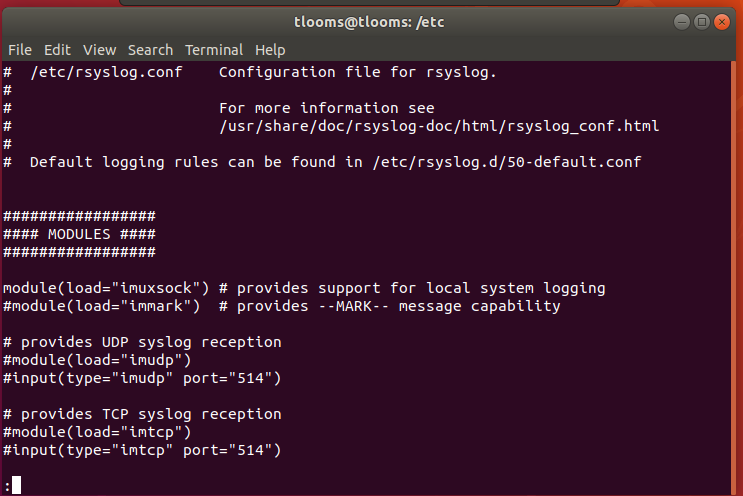 tlooms@tlooms: /etc
File Edit View Search Terminal Help
#  /etc/rsyslog.conf    Configuration file for rsyslog.
#
#                       For more information see
#                       /usr/share/doc/rsyslog-doc/html/rsyslog_conf.html
#
#  Default logging rules can be found in /etc/rsyslog.d/50-default.conf
#################
#### MODULES ####
#################
module(load="imuxsock") # provides support for local system logging
#module(load="immark")  # provides --MARK-- message capability
# provides UDP syslog reception
#module(load="imudp")
#input(type="imudp" port="514")
# provides TCP syslog reception
#module(load="imtcp")
#input(type="imtcp" port="514")
: